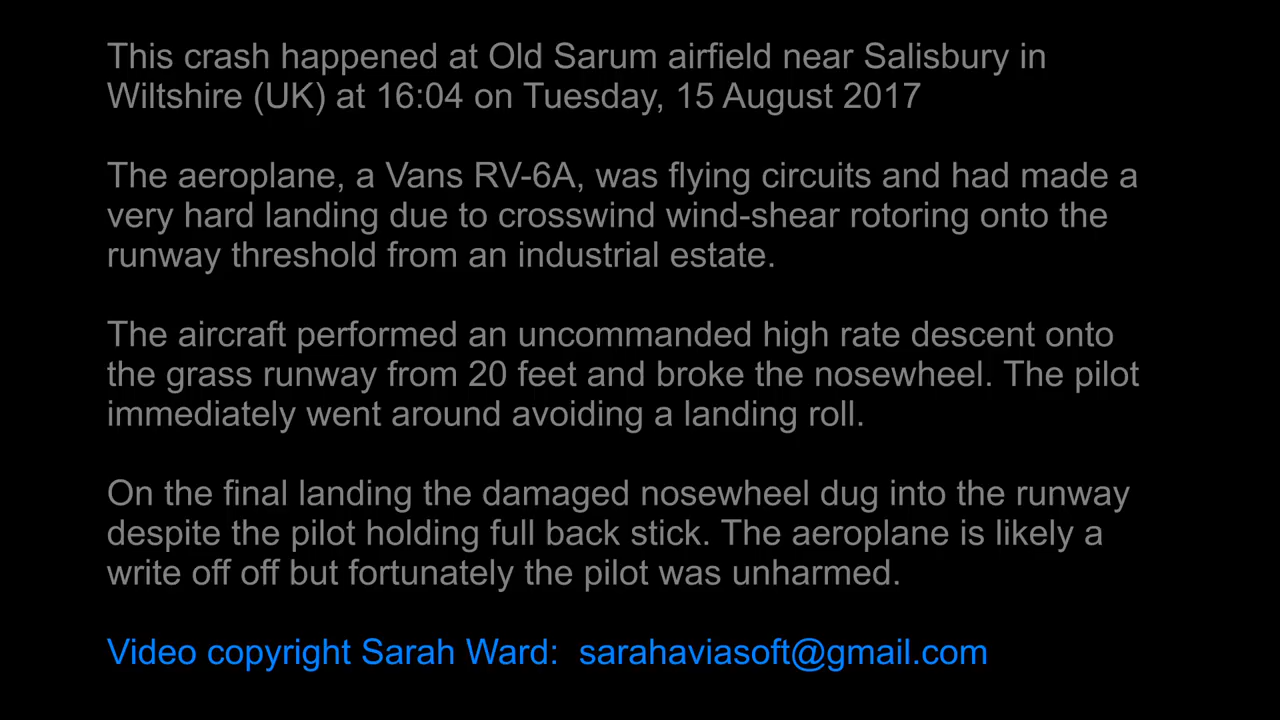 This crash happened at Old Sarum airfield near Salisbury in
Wiltshire (UK) at 16:04 on Tuesday, 15 August 2017
The aeroplane, a Vans RV-6A, was flying circuits and had made a
very hard landing due to crosswind wind-shear rotoring onto the
runway threshold from an industrial estate.
The aircraft performed an uncommanded high rate descent onto
the grass runway from 20 feet and broke the nosewheel. The pilot
immediately went around avoiding a landing roll.
On the final landing the damaged nosewheel dug into the runway
despite the pilot holding full back stick. The aeroplane is likely a
write off off but fortunately the pilot was unharmed.
Video copyright Sarah Ward:  sarahaviasoft@gmail.com